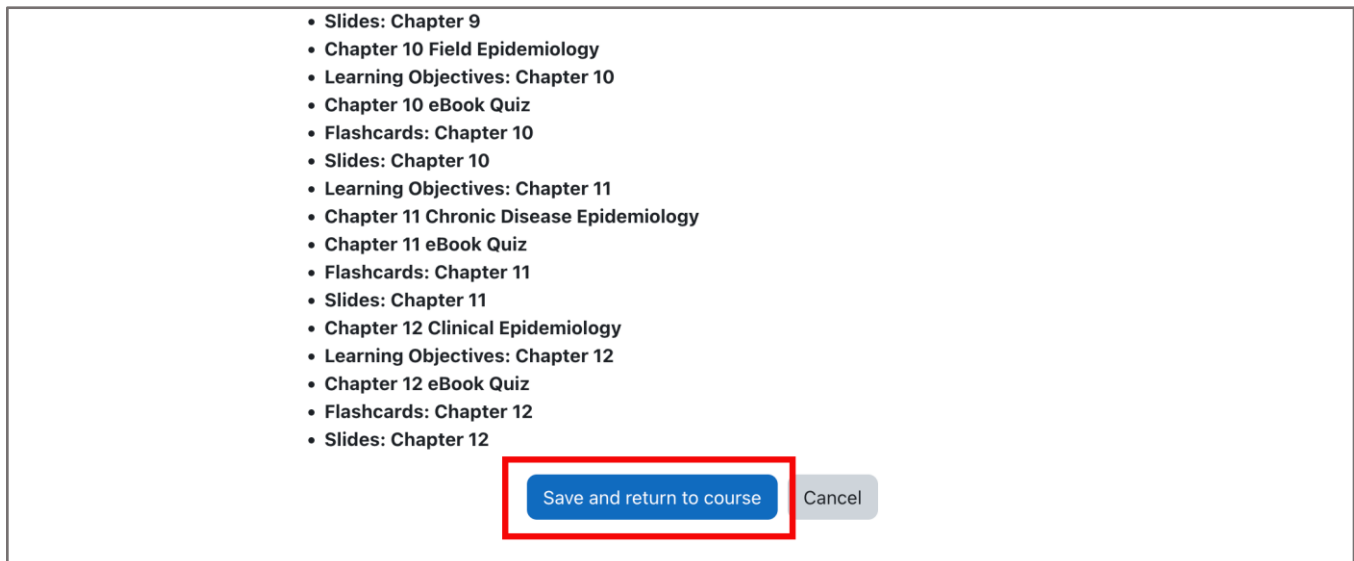 • Slides: Chapter 9
• Chapter 10 Field Epidemiology
• Learning Objectives: Chapter 10
• Chapter 10 eBook Quiz
• Flashcards: Chapter 10
• Slides: Chapter 10
• Learning Objectives: Chapter 11
• Chapter 11 Chronic Disease Epidemiology
• Chapter 11 eBook Quiz
• Flashcards: Chapter 11
• Slides: Chapter 11
• Chapter 12 Clinical Epidemiology
• Learning Objectives: Chapter 12
• Chapter 12 eBook Quiz
• Flashcards: Chapter 12
• Slides: Chapter 12
Save and return to course Cancel